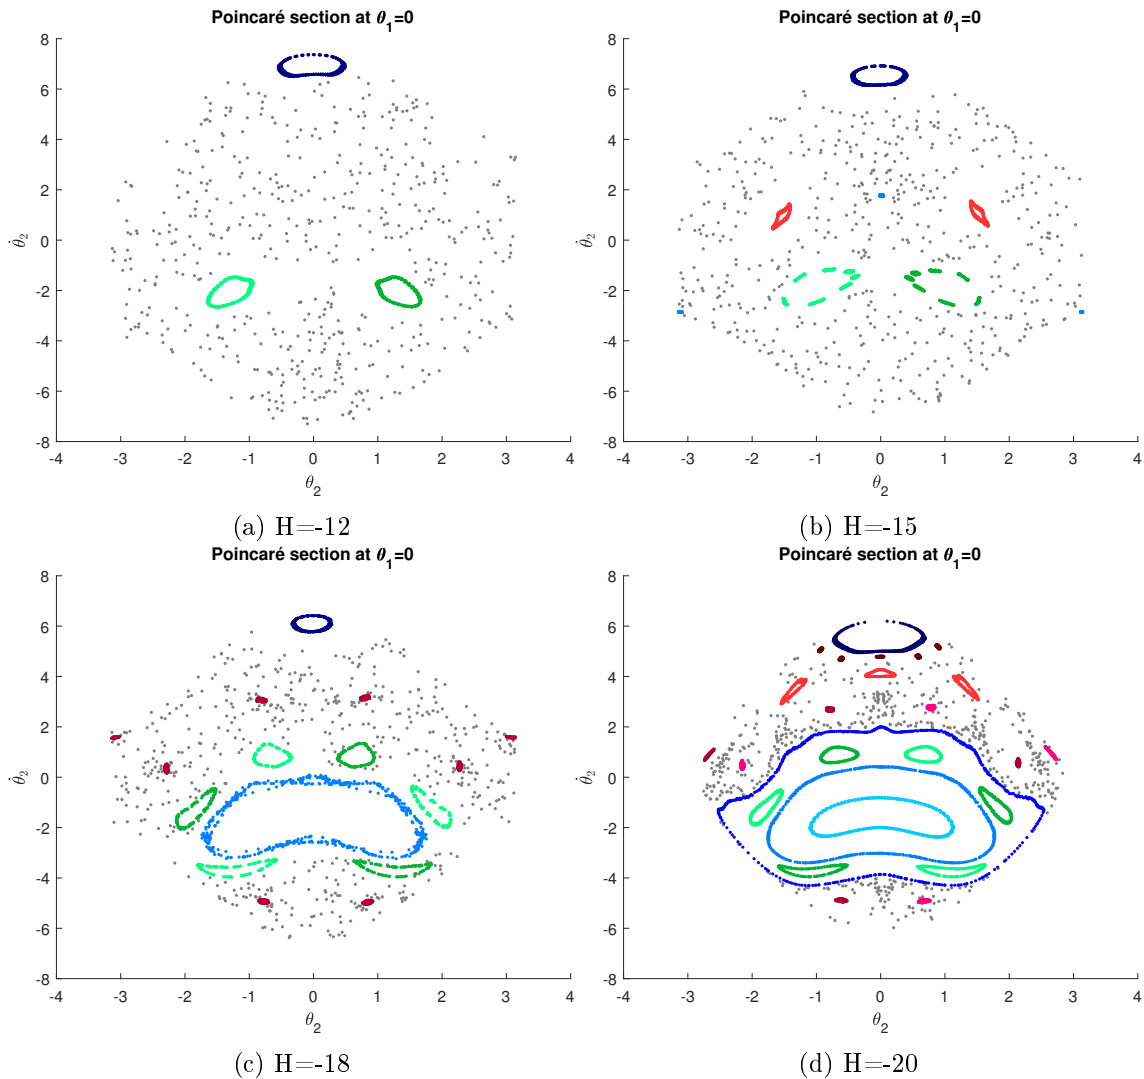 Poincaré section at θ₁=0
8
6
4
2
0
-2
-4
-6
-8
θ̇₂
-4 -3 -2 -1 0 1 2 3 4
θ₂
(a) H=-12
Poincaré section at θ₁=0
8
6
4
2
0
-2
-4
-6
-8
θ̇₂
-4 -3 -2 -1 0 1 2 3 4
θ₂
(b) H=-15
Poincaré section at θ₁=0
8
6
4
2
0
-2
-4
-6
-8
θ̇₂
-4 -3 -2 -1 0 1 2 3 4
θ₂
(c) H=-18
Poincaré section at θ₁=0
8
6
4
2
0
-2
-4
-6
-8
θ̇₂
-4 -3 -2 -1 0 1 2 3 4
θ₂
(d) H=-20